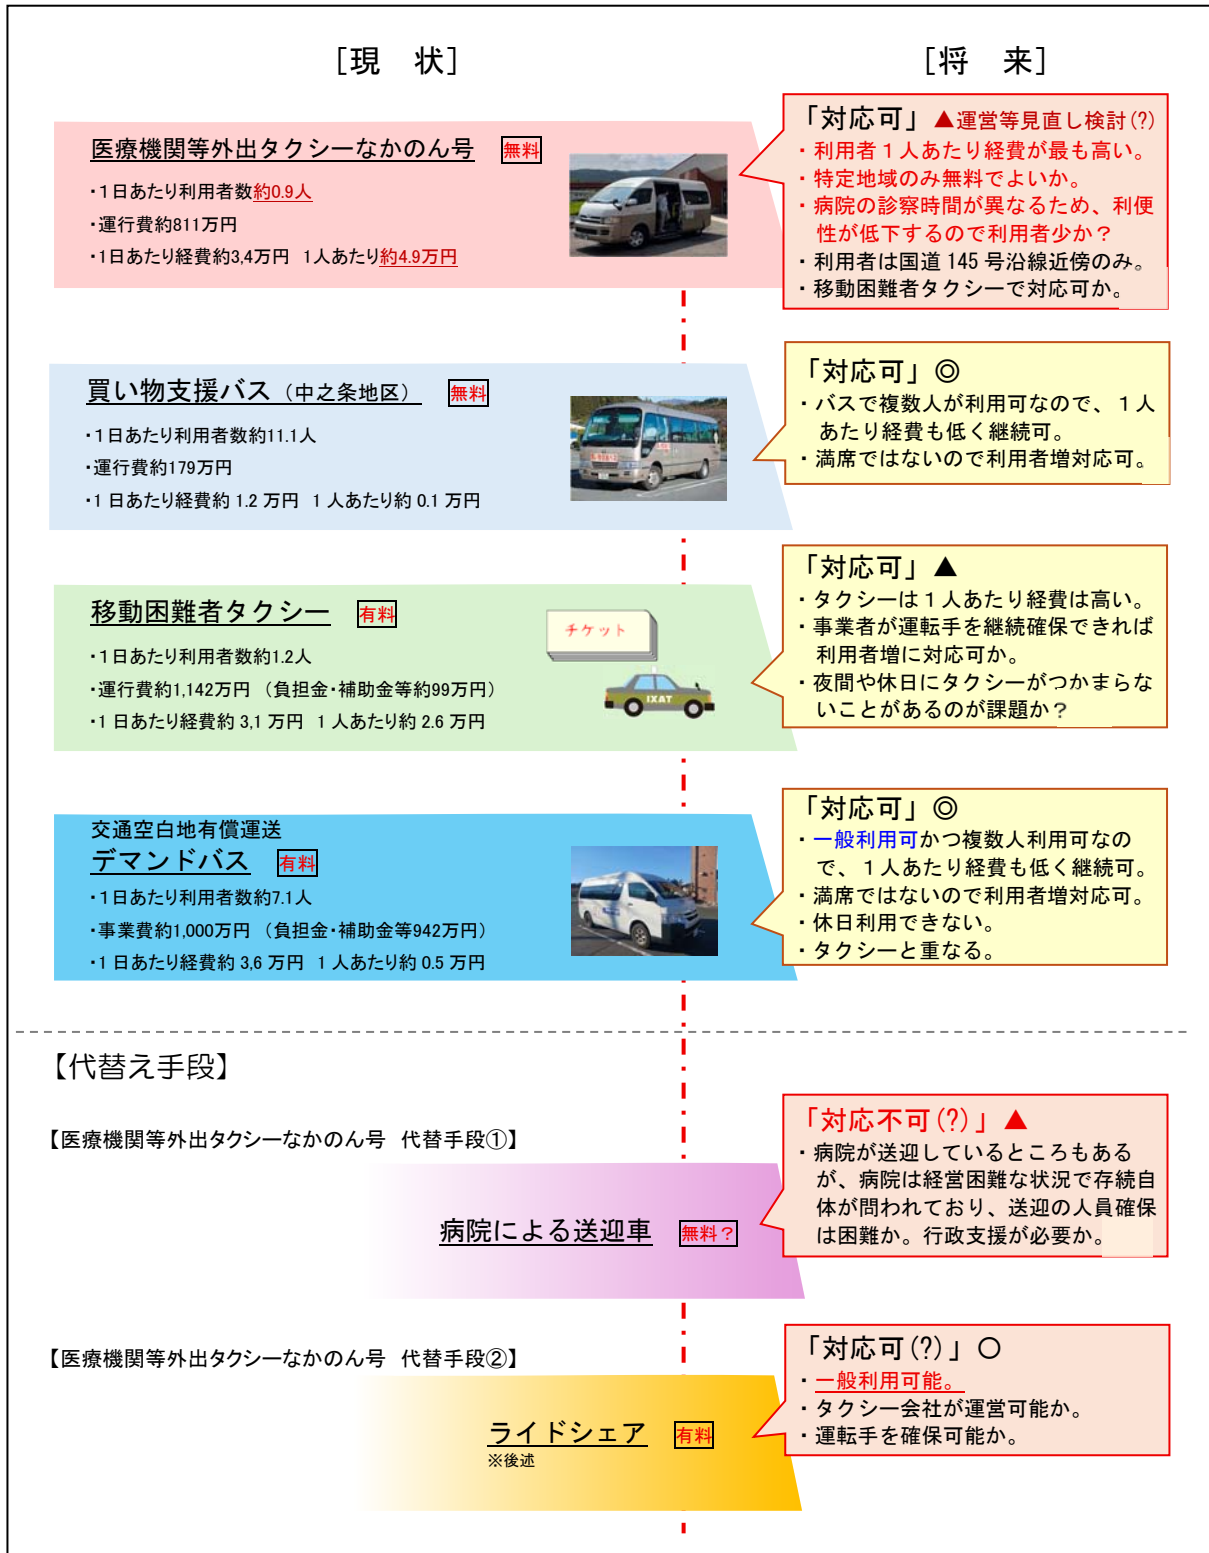 ［現　状］
［将　来］
医療機関等外出タクシーなかのん号　無料
・1日あたり利用者数約0.9人
・運行費約811万円
・1日あたり経費約3,4万円　1人あたり約4.9万円
「対応可」▲運営等見直し検討(?)
・利用者１人あたり経費が最も高い。
・特定地域のみ無料でよいか。
・病院の診察時間が異なるため、利便
性が低下するので利用者少か？
・利用者は国道 145 号沿線近傍のみ。
・移動困難者タクシーで対応可か。
買い物支援バス（中之条地区）　無料
・1日あたり利用者数約11.1人
・運行費約179万円
・1 日あたり経費約 1.2 万円　1 人あたり約 0.1 万円
「対応可」◎
・バスで複数人が利用可なので、１人
あたり経費も低く継続可。
・満席ではないので利用者増対応可。
移動困難者タクシー　有料
・1日あたり利用者数約1.2人
・運行費約1,142万円　（負担金・補助金等約99万円）
・1 日あたり経費約 3,1 万円　1 人あたり約 2.6 万円
チケット
IXAT
「対応可」▲
・タクシーは１人あたり経費は高い。
・事業者が運転手を継続確保できれば
利用者増に対応可か。
・夜間や休日にタクシーがつかまらな
いことがあるのが課題か？
交通空白地有償運送
デマンドバス　有料
・1日あたり利用者数約7.1人
・事業費約1,000万円　（負担金・補助金等942万円）
・1 日あたり経費約 3,6 万円　1 人あたり約 0.5 万円
「対応可」◎
・一般利用可かつ複数人利用可なの
で、１人あたり経費も低く継続可。
・満席ではないので利用者増対応可。
・休日利用できない。
・タクシーと重なる。
【代替え手段】
【医療機関等外出タクシーなかのん号　代替手段①】
病院による送迎車　無料？
「対応不可(?)」▲
・病院が送迎しているところもある
が、病院は経営困難な状況で存続自
体が問われており、送迎の人員確保
は困難か。行政支援が必要か。
【医療機関等外出タクシーなかのん号　代替手段②】
ライドシェア　有料
※後述
「対応可(?)」〇
・一般利用可能。
・タクシー会社が運営可能か。
・運転手を確保可能か。